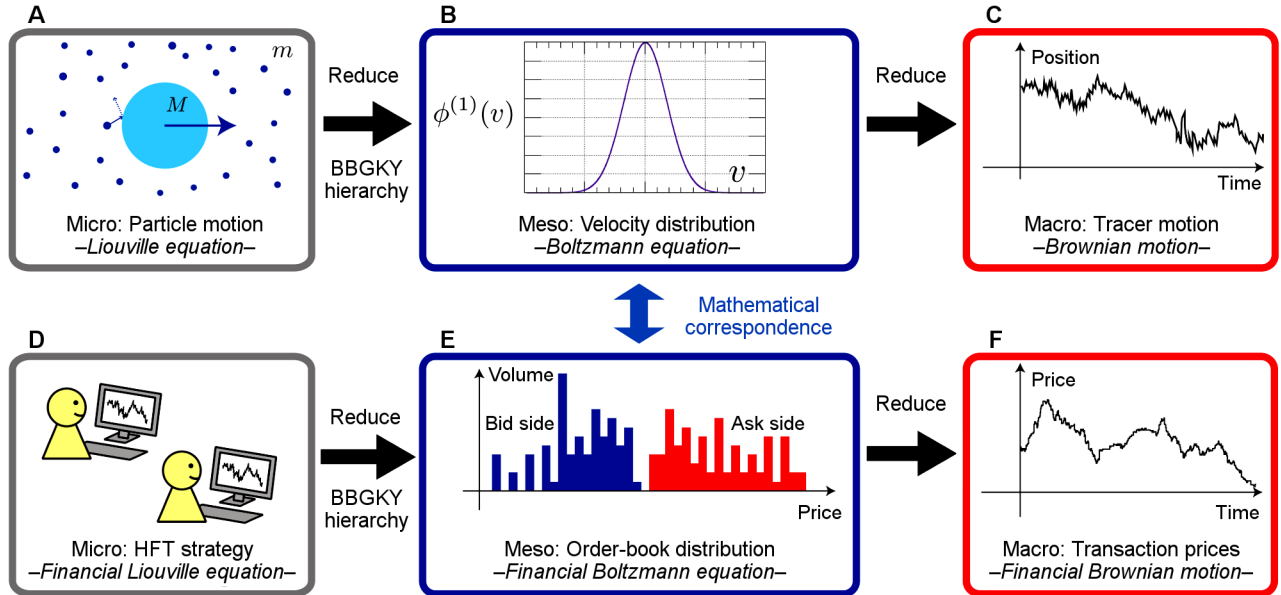 A
B
C
m
M
Reduce
BBGKY
hierarchy
ϕ⁽¹⁾(v)
v
Reduce
Position
Time
Micro: Particle motion
–Liouville equation–
Meso: Velocity distribution
–Boltzmann equation–
Macro: Tracer motion
–Brownian motion–
Mathematical
correspondence
D
E
F
Reduce
BBGKY
hierarchy
Volume
Bid side
Ask side
Price
Reduce
Price
Time
Micro: HFT strategy
–Financial Liouville equation–
Meso: Order-book distribution
–Financial Boltzmann equation–
Macro: Transaction prices
–Financial Brownian motion–